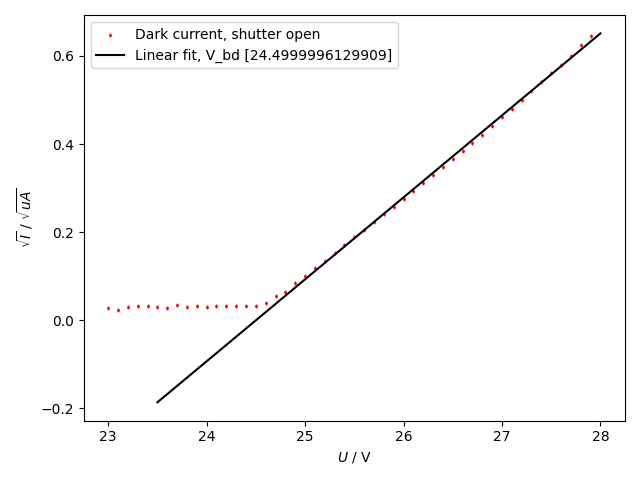 Dark current, shutter open
Linear fit, V_bd [24.4999996129909]
0.6
0.4
0.2
0.0
−0.2
√I / √uA
23 24 25 26 27 28
U / V